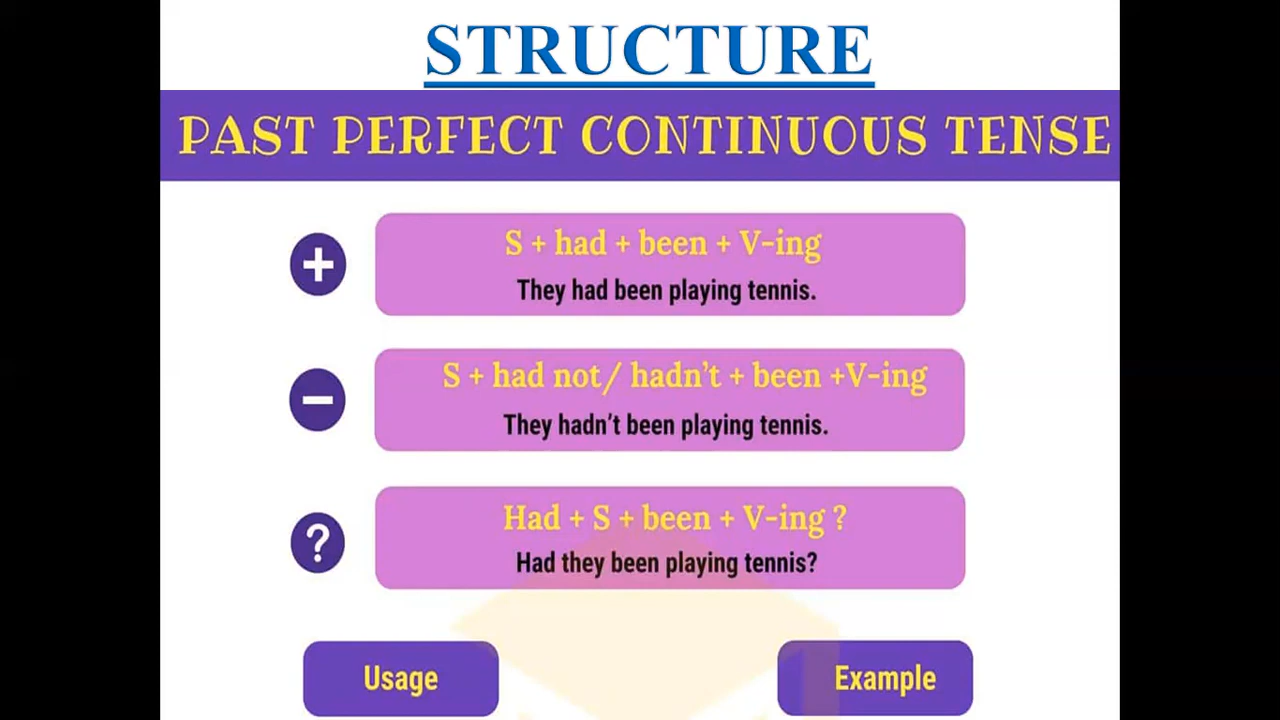 STRUCTURE
PAST PERFECT CONTINUOUS TENSE
+
S + had + been + V-ing
They had been playing tennis.
−
S + had not/ hadn't + been +V-ing
They hadn't been playing tennis.
?
Had + S + been + V-ing ?
Had they been playing tennis?
Usage
Example